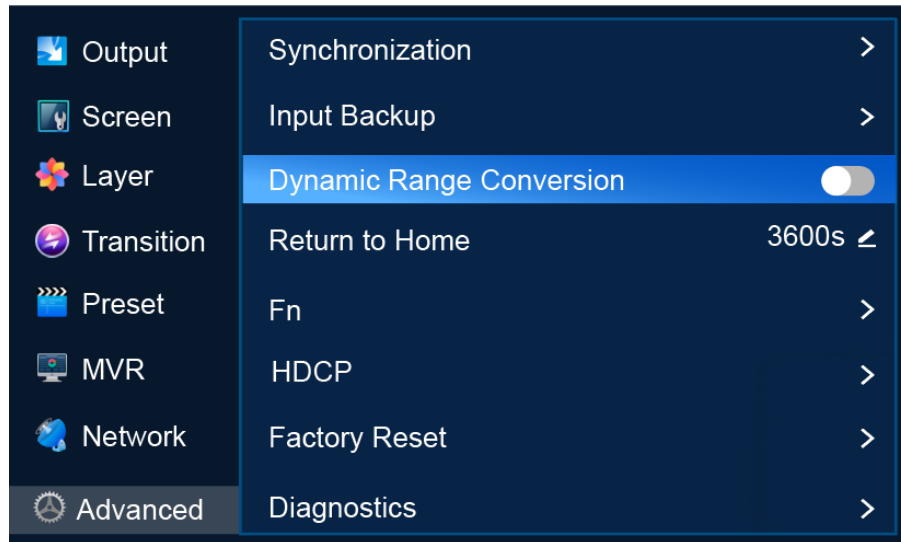 Output
Screen
Layer
Transition
Preset
MVR
Network
Advanced
Synchronization
Input Backup
Dynamic Range Conversion
Return to Home 3600s
Fn
HDCP
Factory Reset
Diagnostics